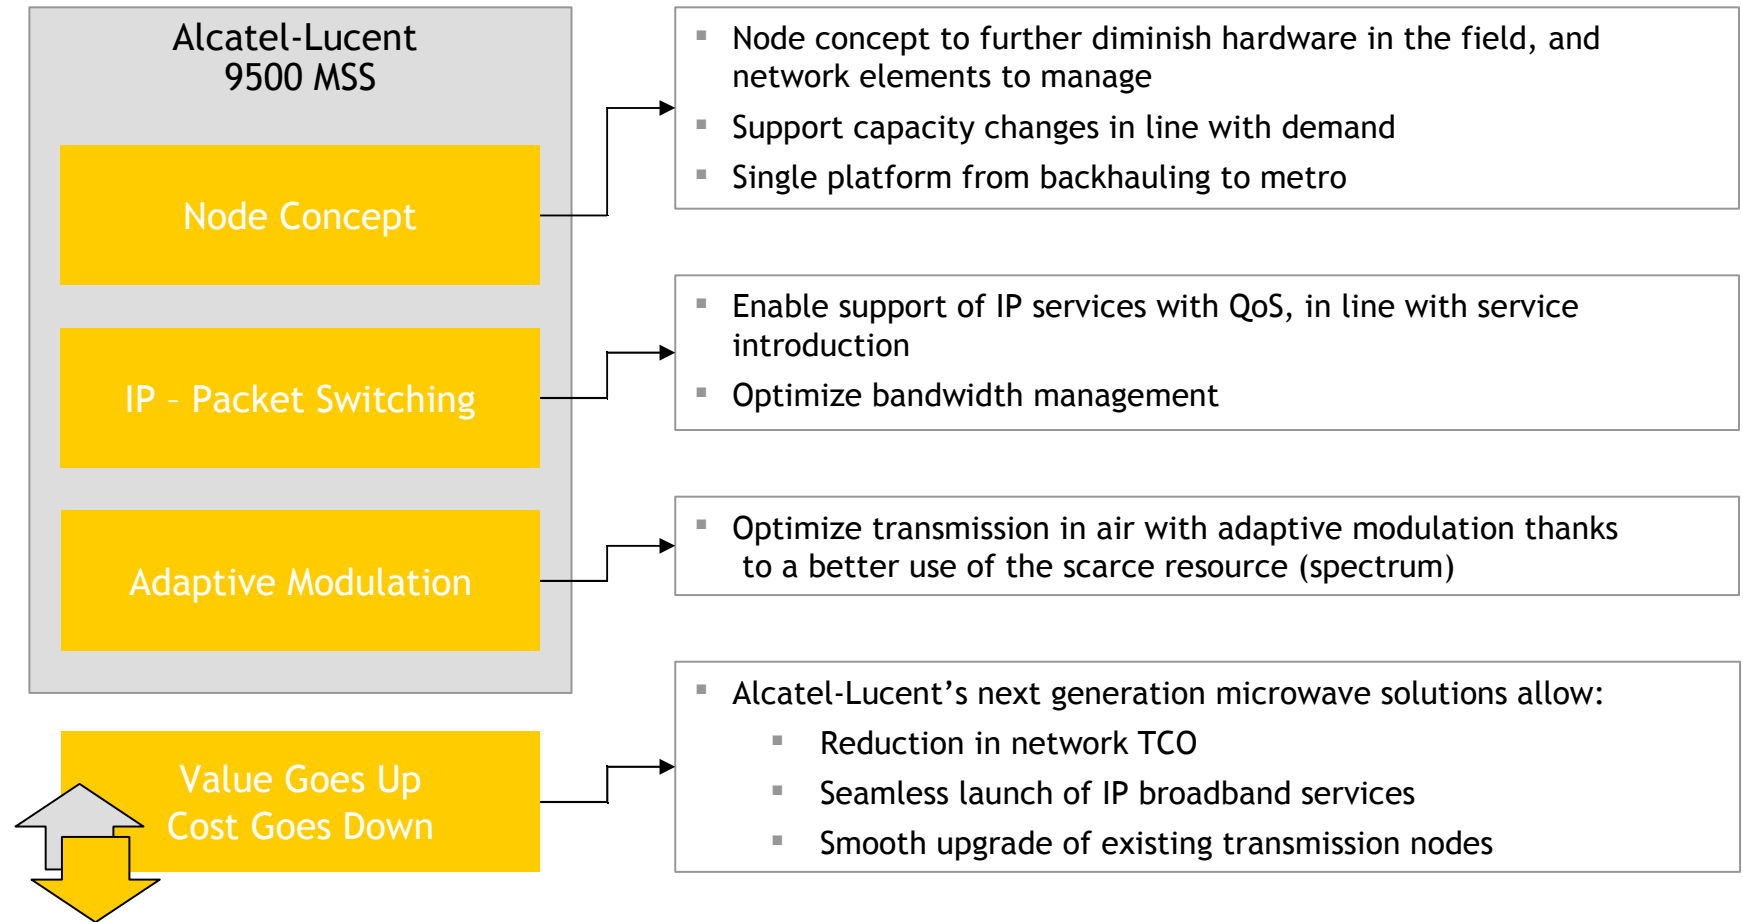 Alcatel-Lucent
9500 MSS
Node Concept
▪ Node concept to further diminish hardware in the field, and
network elements to manage
▪ Support capacity changes in line with demand
▪ Single platform from backhauling to metro
IP – Packet Switching
▪ Enable support of IP services with QoS, in line with service
introduction
▪ Optimize bandwidth management
Adaptive Modulation
▪ Optimize transmission in air with adaptive modulation thanks
to a better use of the scarce resource (spectrum)
Value Goes Up
Cost Goes Down
▪ Alcatel-Lucent’s next generation microwave solutions allow:
▪ Reduction in network TCO
▪ Seamless launch of IP broadband services
▪ Smooth upgrade of existing transmission nodes